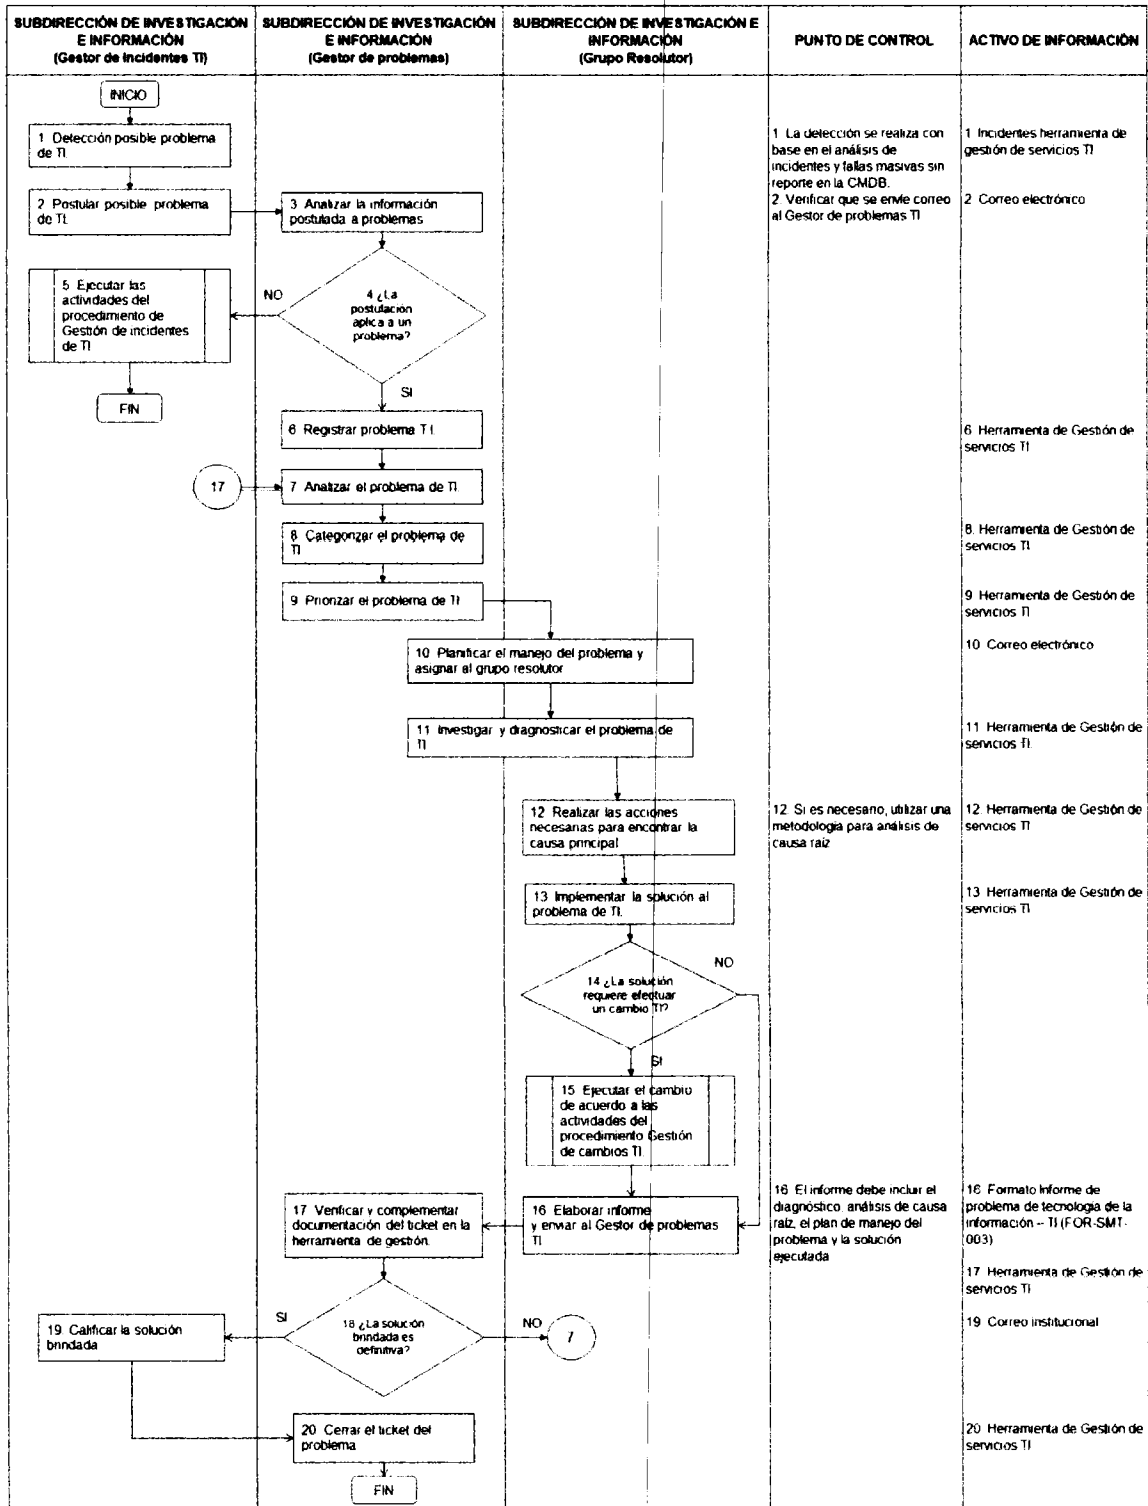 SUBDIRECCIÓN DE INVESTIGACIÓN
E INFORMACIÓN
(Gestor de Incidentes TI)
SUBDIRECCIÓN DE INVESTIGACIÓN
E INFORMACIÓN
(Gestor de problemas)
SUBDIRECCIÓN DE INVESTIGACIÓN E
INFORMACIÓN
(Grupo Resolutor)
PUNTO DE CONTROL
ACTIVO DE INFORMACIÓN
INICIO
1 Detección posible problema
de TI.
1 La detección se realiza con
base en el análisis de
incidentes y fallas masivas sin
reporte en la CMDB.
1 Incidentes herramienta de
gestión de servicios TI
2 Postular posible problema
de TI.
3 Analizar la información
postulada a problemas
2. Verificar que se envíe correo
al Gestor de problemas TI
2 Correo electrónico
4 ¿La
postulación
aplica a un
problema?
NO
5 Ejecutar las
actividades del
procedimiento de
Gestión de incidentes
de TI
FIN
SI
6 Registrar problema TI.
6 Herramienta de Gestión de
servicios TI
17
7 Analizar el problema de TI.
8 Categorizar el problema de
TI
8. Herramienta de Gestión de
servicios TI
9 Priorizar el problema de TI
9 Herramienta de Gestión de
servicios TI
10 Planificar el manejo del problema y
asignar al grupo resolutor
10 Correo electrónico
11 Investigar y diagnosticar el problema de
TI
11 Herramienta de Gestión de
servicios TI.
12 Realizar las acciones
necesarias para encontrar la
causa principal
12 Si es necesario, utilizar una
metodología para análisis de
causa raíz
12. Herramienta de Gestión de
servicios TI
13 Implementar la solución al
problema de TI.
13 Herramienta de Gestión de
servicios TI
14 ¿La solución
requiere efectuar
un cambio TI?
NO
SI
15 Ejecutar el cambio
de acuerdo a las
actividades del
procedimiento Gestión
de cambios TI
17 Verificar y complementar
documentación del ticket en la
herramienta de gestión.
16 Elaborar informe
y enviar al Gestor de problemas
TI
16 El informe debe incluir el
diagnóstico, análisis de causa
raíz, el plan de manejo del
problema y la solución
ejecutada
16 Formato Informe de
problema de tecnología de la
información – TI (FOR-SMT-
003)
17 Herramienta de Gestión de
servicios TI
19. Calificar la solución
brindada
SI
18 ¿La solución
brindada es
definitiva?
NO
7
19 Correo institucional
20 Cerrar el ticket del
problema
20 Herramienta de Gestión de
servicios TI
FIN